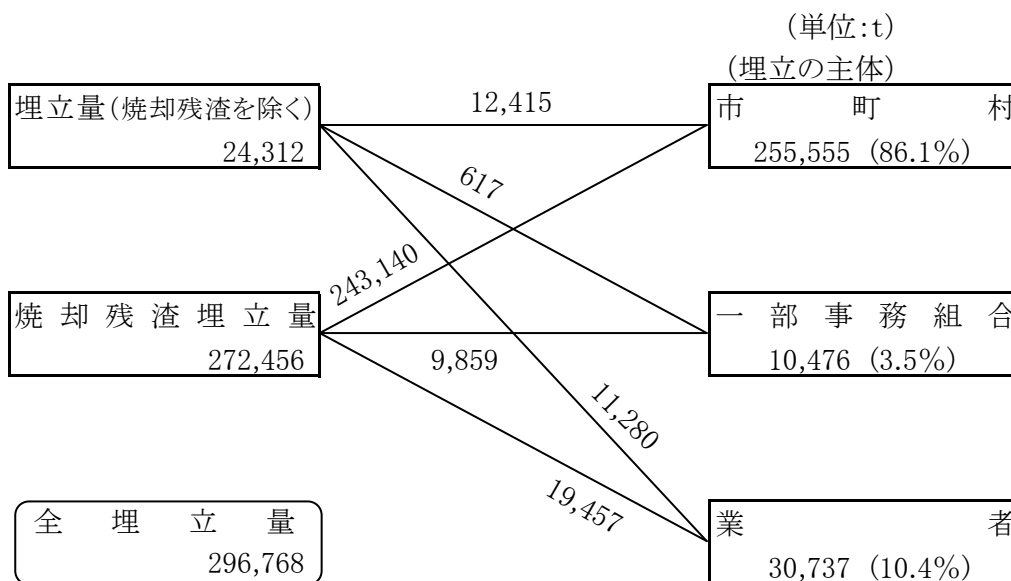 (単位:t)
(埋立の主体)
埋立量(焼却残渣を除く)
24,312
12,415
市町村
255,555 (86.1%)
617
243,140
焼却残渣埋立量
272,456
9,859
一部事務組合
10,476 (3.5%)
11,280
19,457
全埋立量
296,768
業者
30,737 (10.4%)